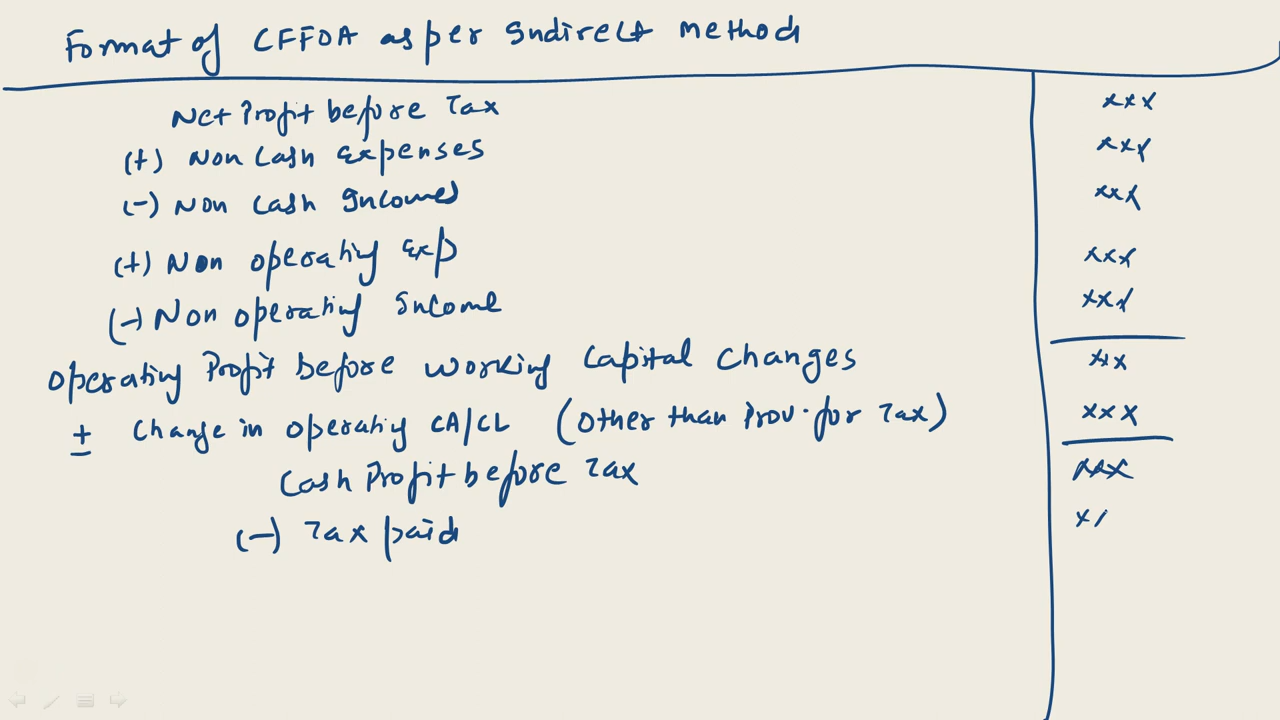 Format of CFFOA as per Indirect method
Net Profit before Tax xxx
(+) Non Cash Expenses xxx
(-) Non Cash Incomes xxx
(+) Non operating Exp xxx
(-) Non operating Income xxx
Operating Profit Before Working Capital Changes xxx
± Change in operating CA/CL (Other than Prov. for Tax) xxx
Cash Profit before Tax xxx
(-) Tax paid x/